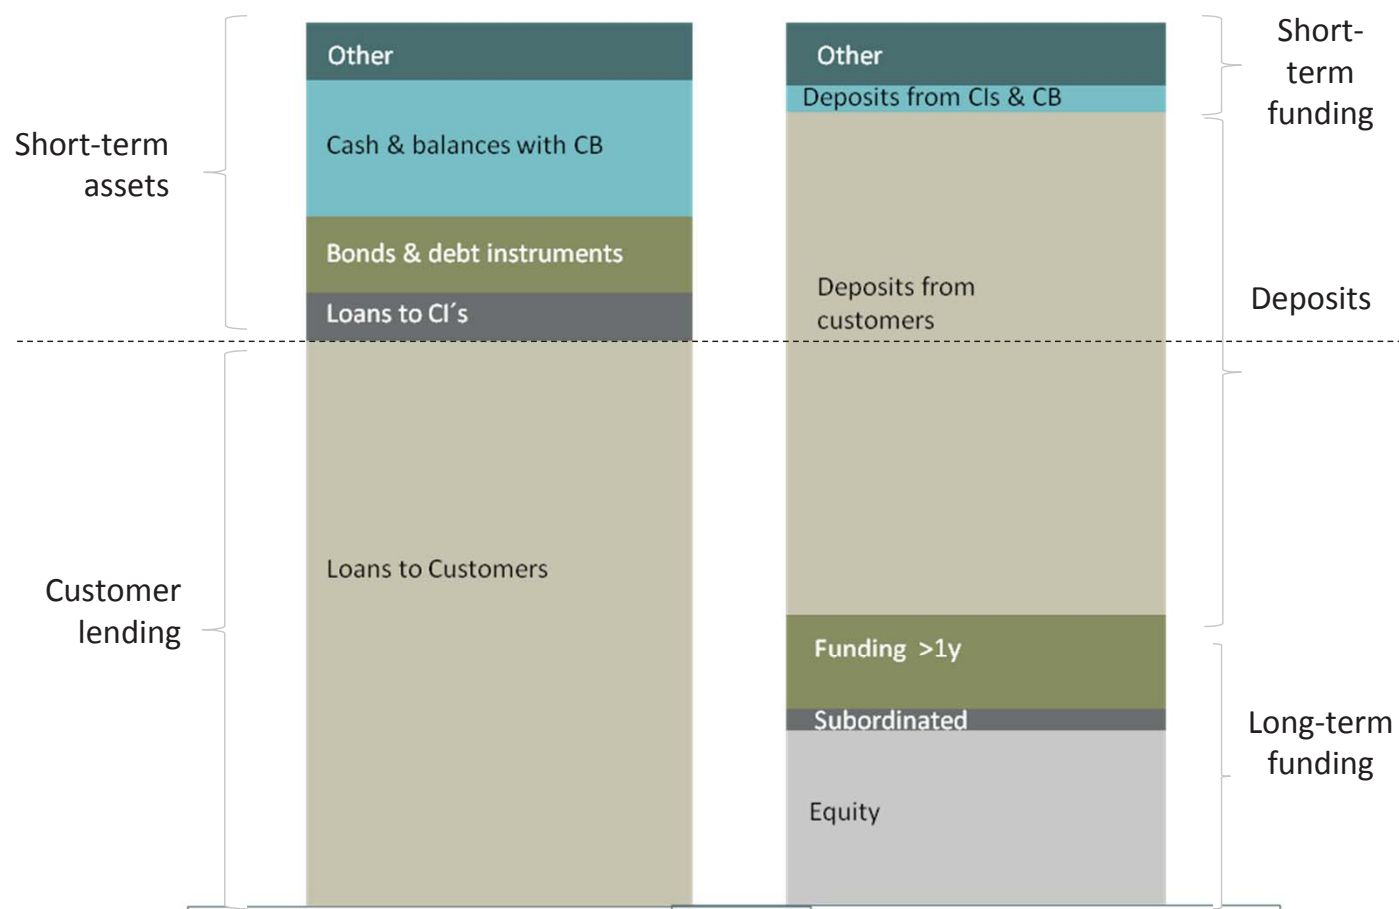 Short-term
assets
Customer
lending
Other
Cash & balances with CB
Bonds & debt instruments
Loans to CI´s
Loans to Customers
Other
Deposits from CIs & CB
Deposits from
customers
Funding >1y
Subordinated
Equity
Short-
term
funding
Deposits
Long-term
funding